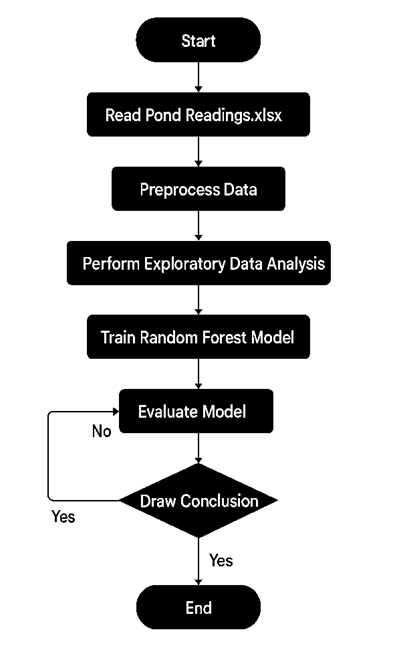 Start
Read Pond Readings.xlsx
Preprocess Data
Perform Exploratory Data Analysis
Train Random Forest Model
Evaluate Model
No
Draw Conclusion
Yes
Yes
End